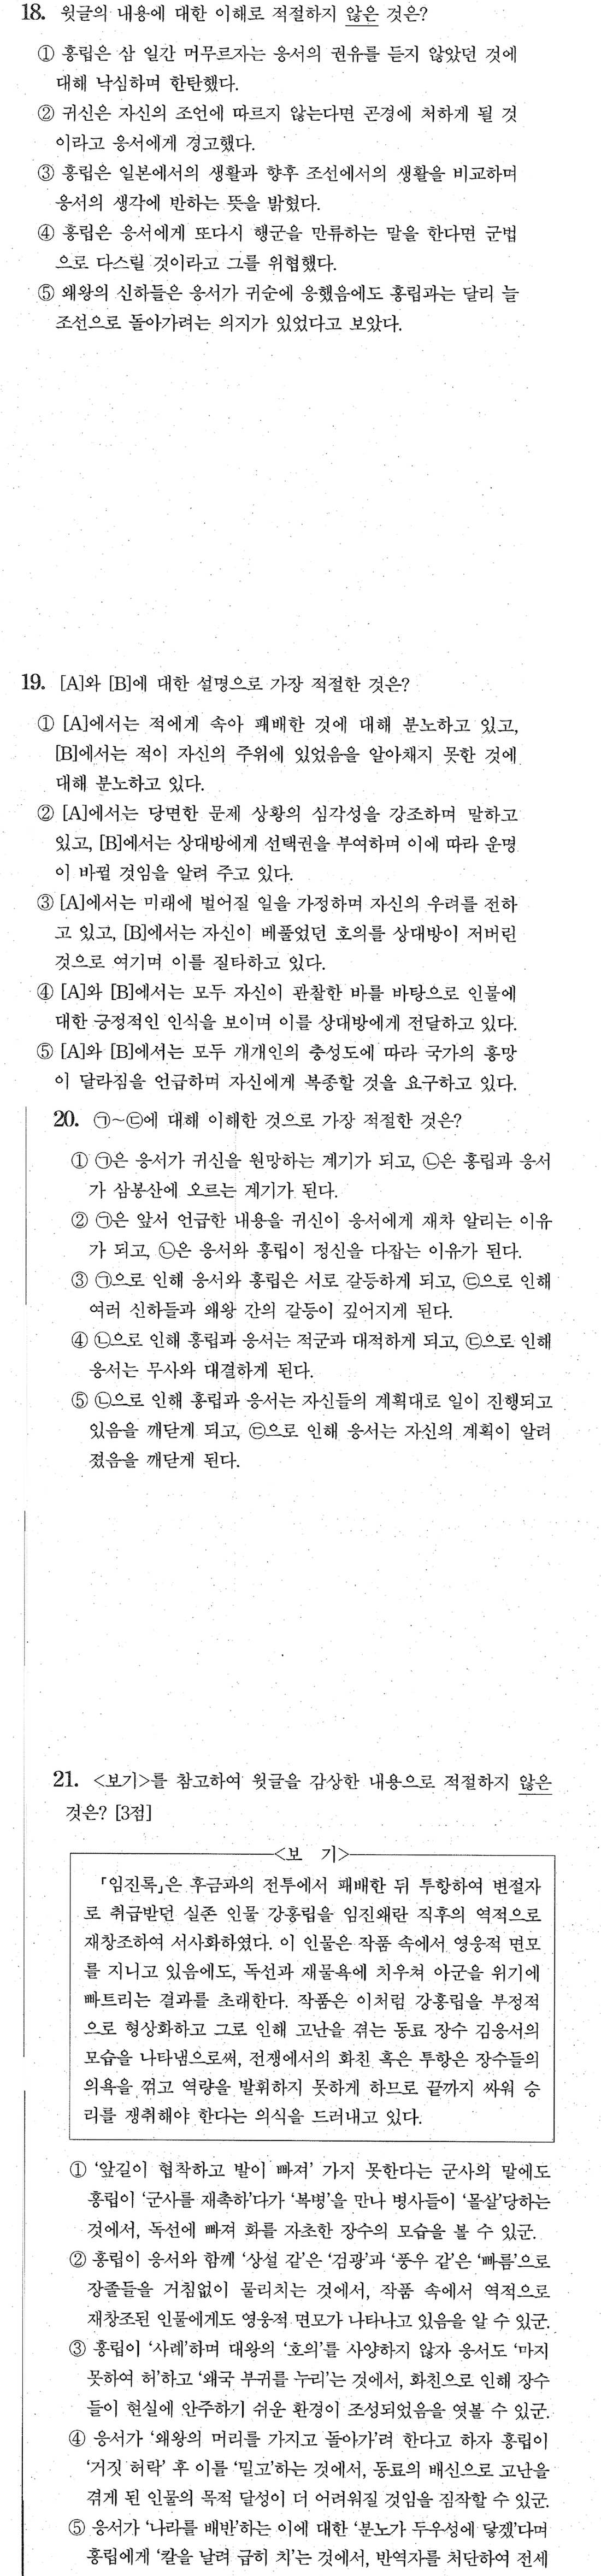 18. 윗글의 내용에 대한 이해로 적절하지 않은 것은?
① 홍립은 삼 일간 머무르자는 응서의 권유를 듣지 않았던 것에
대해 낙심하며 한탄했다.
② 귀신은 자신의 조언에 따르지 않는다면 곤경에 처하게 될 것
이라고 응서에게 경고했다.
③ 홍립은 일본에서의 생활과 향후 조선에서의 생활을 비교하며
응서의 생각에 반하는 뜻을 밝혔다.
④ 홍립은 응서에게 또다시 행군을 만류하는 말을 한다면 군법
으로 다스릴 것이라고 그를 위협했다.
⑤ 왜왕의 신하들은 응서가 귀순에 응했음에도 홍립과는 달리 늘
조선으로 돌아가려는 의지가 있었다고 보았다.
19. [A]와 [B]에 대한 설명으로 가장 적절한 것은?
① [A]에서는 적에게 속아 패배한 것에 대해 분노하고 있고,
[B]에서는 적이 자신의 주위에 있었음을 알아채지 못한 것에
대해 분노하고 있다.
② [A]에서는 당면한 문제 상황의 심각성을 강조하며 말하고
있고, [B]에서는 상대방에게 선택권을 부여하며 이에 따라 운명
이 바뀔 것임을 알려 주고 있다.
③ [A]에서는 미래에 벌어질 일을 가정하며 자신의 우려를 전하
고 있고, [B]에서는 자신이 베풀었던 호의를 상대방이 저버린
것으로 여기며 이를 질타하고 있다.
④ [A]와 [B]에서는 모두 자신이 관찰한 바를 바탕으로 인물에
대한 긍정적인 인식을 보이며 이를 상대방에게 전달하고 있다.
⑤ [A]와 [B]에서는 모두 개개인의 충성도에 따라 국가의 흥망
이 달라짐을 언급하며 자신에게 복종할 것을 요구하고 있다.
20. ㉠~㉢에 대해 이해한 것으로 가장 적절한 것은?
① ㉠은 응서가 귀신을 원망하는 계기가 되고, ㉡은 홍립과 응서
가 삼봉산에 오르는 계기가 된다.
② ㉠은 앞서 언급한 내용을 귀신이 응서에게 재차 알리는 이유
가 되고, ㉡은 응서와 홍립이 정신을 다잡는 이유가 된다.
③ ㉠으로 인해 응서와 홍립은 서로 갈등하게 되고, ㉢으로 인해
여러 신하들과 왜왕 간의 갈등이 깊어지게 된다.
④ ㉡으로 인해 홍립과 응서는 적군과 대적하게 되고, ㉢으로 인해
응서는 무사와 대결하게 된다.
⑤ ㉡으로 인해 홍립과 응서는 자신들의 계획대로 일이 진행되고
있음을 깨닫게 되고, ㉢으로 인해 응서는 자신의 계획이 알려
졌음을 깨닫게 된다.
21. <보기>를 참고하여 윗글을 감상한 내용으로 적절하지 않은
것은? [3점]
<보 기>
「임진록」은 후금과의 전투에서 패배한 뒤 투항하여 변절자
로 취급받던 실존 인물 강홍립을 임진왜란 직후의 역적으로
재창조하여 서사화하였다. 이 인물은 작품 속에서 영웅적 면모
를 지니고 있음에도, 독선과 재물욕에 치우쳐 아군을 위기에
빠트리는 결과를 초래한다. 작품은 이처럼 강홍립을 부정적
으로 형상화하고 그로 인해 고난을 겪는 동료 장수 김응서의
모습을 나타냄으로써, 전쟁에서의 화친 혹은 투항은 장수들의
의욕을 꺾고 역량을 발휘하지 못하게 하므로 끝까지 싸워 승
리를 쟁취해야 한다는 의식을 드러내고 있다.
① ‘앞길이 협착하고 발이 빠져’ 가지 못한다는 군사의 말에도
홍립이 ‘군사를 재촉하’다가 ‘복병’을 만나 병사들이 ‘몰살’당하는
것에서, 독선에 빠져 화를 자초한 장수의 모습을 볼 수 있군.
② 홍립이 응서와 함께 ‘상설 같’은 ‘검광’과 ‘풍우 같’은 ‘빠름’으로
장졸들을 거침없이 물리치는 것에서, 작품 속에서 역적으로
재창조된 인물에게도 영웅적 면모가 나타나고 있음을 알 수 있군.
③ 홍립이 ‘사례’하며 대왕의 ‘호의’를 사양하지 않자 응서도 ‘마지
못하여 허’하고 ‘왜국 부귀를 누리’는 것에서, 화친으로 인해 장수
들이 현실에 안주하기 쉬운 환경이 조성되었음을 엿볼 수 있군.
④ 응서가 ‘왜왕의 머리를 가지고 돌아가’려 한다고 하자 홍립이
‘거짓 허락’ 후 이를 ‘밀고’하는 것에서, 동료의 배신으로 고난을
겪게 된 인물의 목적 달성이 더 어려워질 것임을 짐작할 수 있군.
⑤ 응서가 ‘나라를 배반’하는 이에 대한 ‘분노가 두우성에 닿겠’다며
홍립에게 ‘칼을 날려 급히 치’는 것에서, 반역자를 처단하여 전세